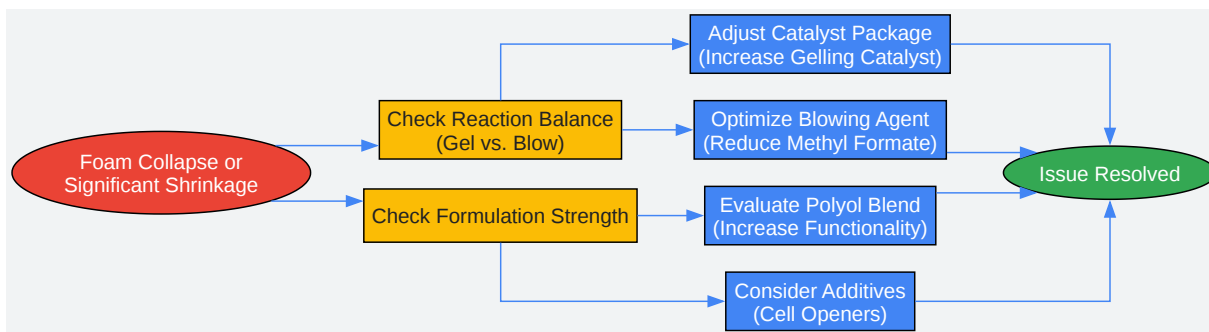 Foam Collapse or
Significant Shrinkage
Check Reaction Balance
(Gel vs. Blow)
Check Formulation Strength
Adjust Catalyst Package
(Increase Gelling Catalyst)
Optimize Blowing Agent
(Reduce Methyl Formate)
Evaluate Polyol Blend
(Increase Functionality)
Consider Additives
(Cell Openers)
Issue Resolved